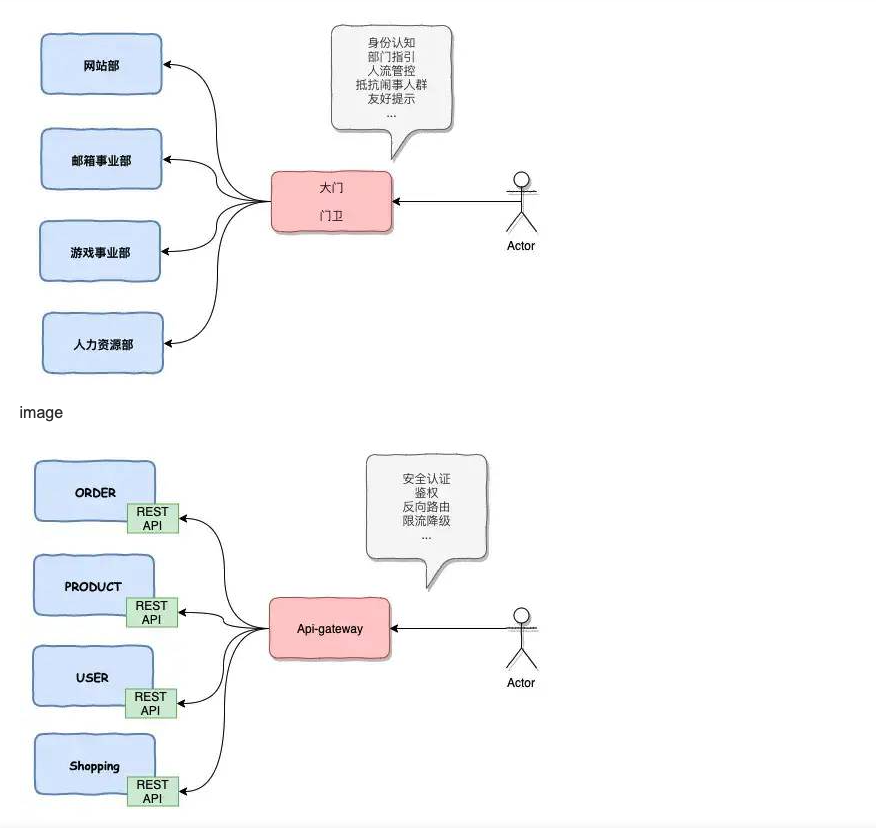 身份认知
部门指引
人流管控
抵抗闹事人群
友好提示
...
网站部
邮箱事业部
大门
门卫
游戏事业部
Actor
人力资源部
image
安全认证
鉴权
反向路由
限流降级
...
ORDER
REST
API
PRODUCT
REST
API
Api-gateway
USER
REST
API
Actor
Shopping
REST
API